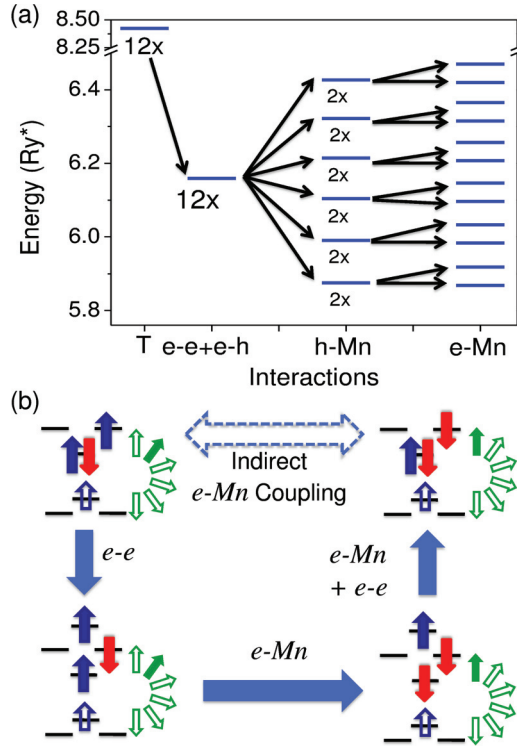 (a)
8.50
8.25
6.4
6.2
6.0
5.8
Energy (Ry*)
12x
12x
2x
2x
2x
2x
2x
2x
T e-e+e-h h-Mn e-Mn
Interactions
(b)
Indirect
e-Mn Coupling
e-e
e-Mn
+ e-e
e-Mn